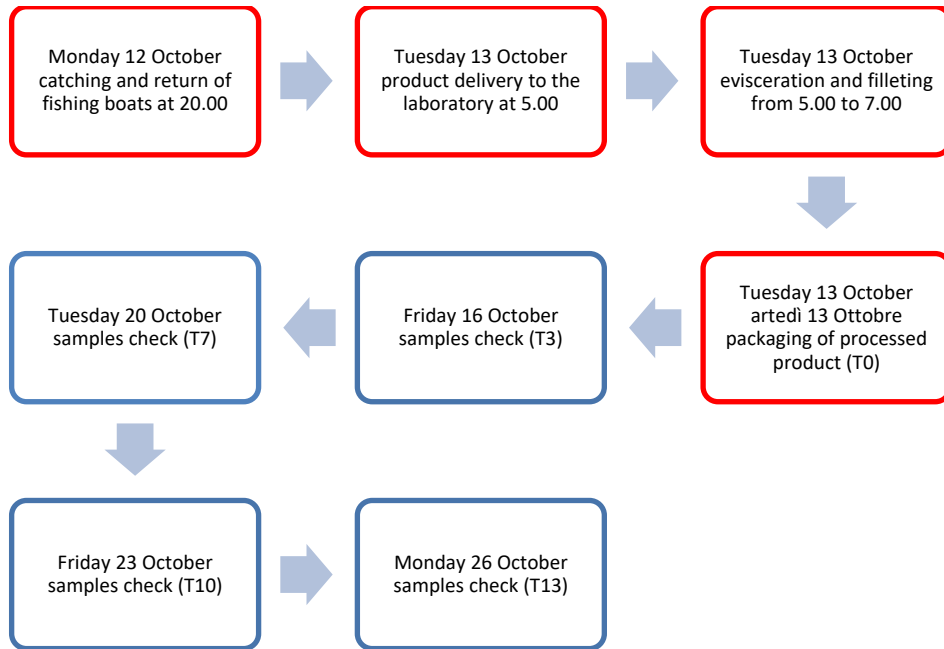 Monday 12 October
catching and return of
fishing boats at 20.00
Tuesday 13 October
product delivery to the
laboratory at 5.00
Tuesday 13 October
evisceration and filleting
from 5.00 to 7.00
Tuesday 13 October
artedì 13 Ottobre
packaging of processed
product (T0)
Friday 16 October
samples check (T3)
Tuesday 20 October
samples check (T7)
Friday 23 October
samples check (T10)
Monday 26 October
samples check (T13)